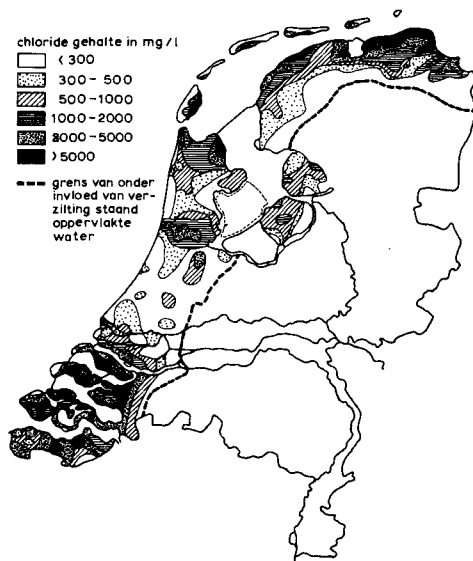 chloride gehalte in mg/l
< 300
300-500
500-1000
1000-2000
2000-5000
>5000
grens van onder
invloed van ver-
zilting staand
oppervlakte
water